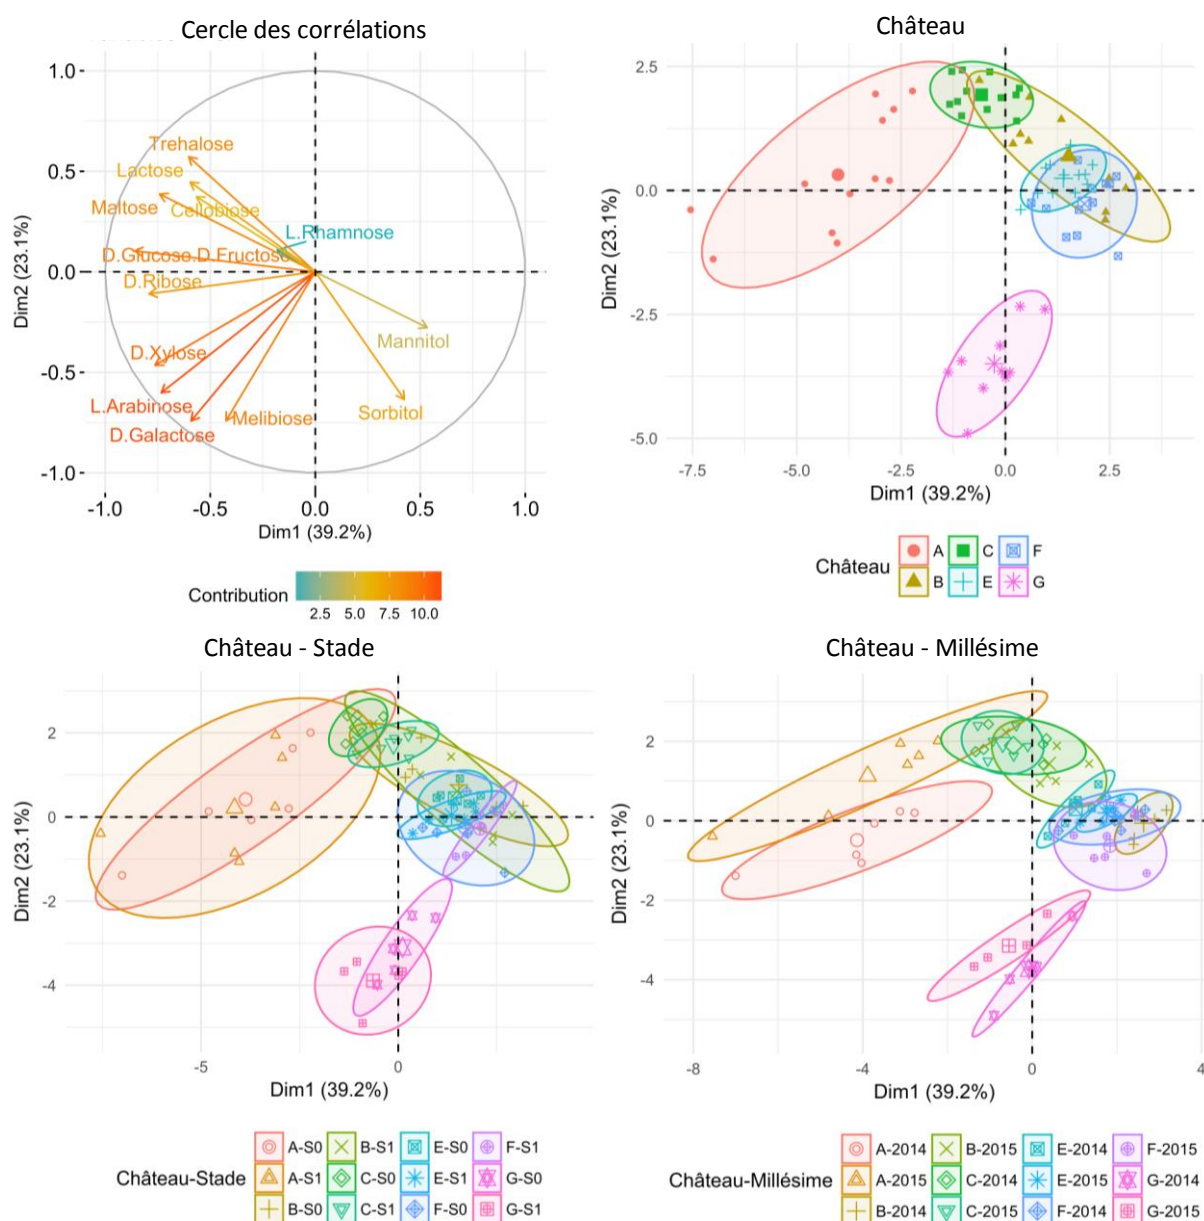 Cercle des corrélations
1.0
0.5
0.0
-0.5
-1.0
Dim2 (23.1%)
Trehalose
Lactose
Maltose
Cellobiose
L.Rhamnose
D.Glucose.D.Fructose
D.Ribose
Mannitol
D.Xylose
L.Arabinose
Melibiose
Sorbitol
D.Galactose
-1.0 -0.5 0.0 0.5 1.0
Dim1 (39.2%)
Contribution
2.5 5.0 7.5 10.0
Château
2.5
0.0
-2.5
-5.0
Dim2 (23.1%)
-7.5 -5.0 -2.5 0.0 2.5
Dim1 (39.2%)
Château
A C F
B E G
Château - Stade
2
0
-2
-4
Dim2 (23.1%)
-5 0
Dim1 (39.2%)
Château-Stade
A-S0 B-S1 E-S0 F-S1
A-S1 C-S0 E-S1 G-S0
B-S0 C-S1 F-S0 G-S1
Château - Millésime
2
0
-2
-4
Dim2 (23.1%)
-8 -4 0 4
Dim1 (39.2%)
Château-Millésime
A-2014 B-2015 E-2014 F-2015
A-2015 C-2014 E-2015 G-2014
B-2014 C-2015 F-2014 G-2015